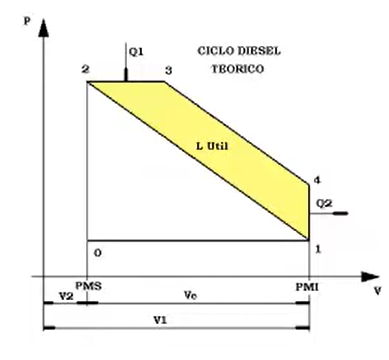 P
Q1
CICLO DIESEL
TEORICO
2
3
L Util
4
Q2
0
1
PMS
PMI
V
V2
Vc
V1